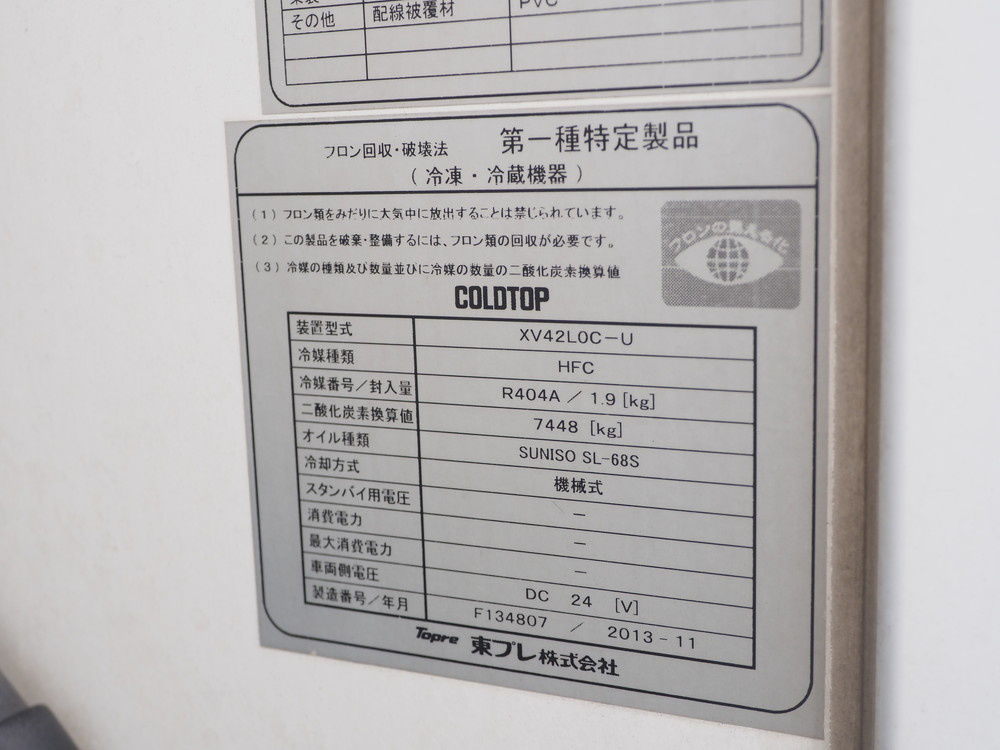 その他 配線被覆材 PVC
フロン回収・破壊法 第一種特定製品
（ 冷凍・冷蔵機器 ）
（1）フロン類をみだりに大気中に放出することは禁じられています。
（2）この製品を破棄・整備するには、フロン類の回収が必要です。
（3）冷媒の種類及び数量並びに冷媒の数量の二酸化炭素換算値
フロンの見える化
COLDTOP
装置型式 XV42L0C－U
冷媒種類 HFC
冷媒番号／封入量 R404A ／ 1.9 [kg]
二酸化炭素換算値 7448 [kg]
オイル種類 SUNISO SL-68S
冷却方式 機械式
スタンバイ用電圧 －
消費電力 －
最大消費電力 －
車両側電圧 DC 24 [V]
製造番号／年月 F134807 ／ 2013-11
Topre 東プレ株式会社